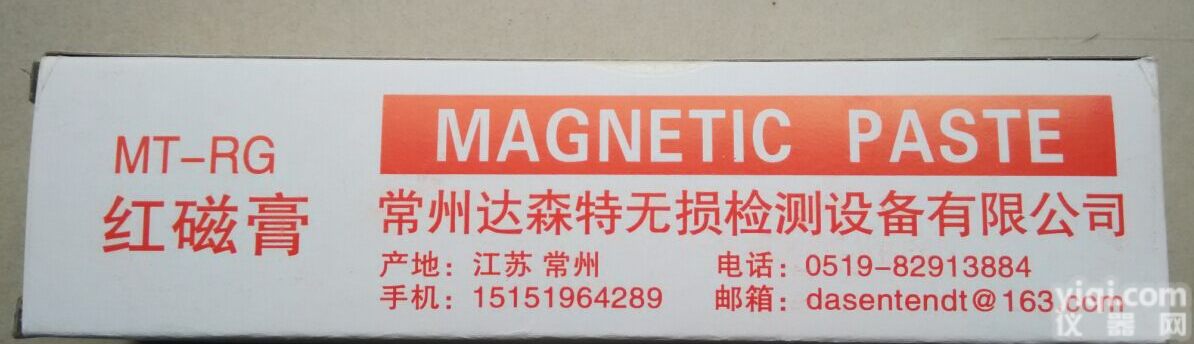 MT-RG
红磁膏
MAGNETIC PASTE
常州达森特无损检测设备有限公司
产地：江苏 常州
电话：0519-82913884
手机：15151964289
邮箱：dasentendt@163.com
yiqi.com
仪器网